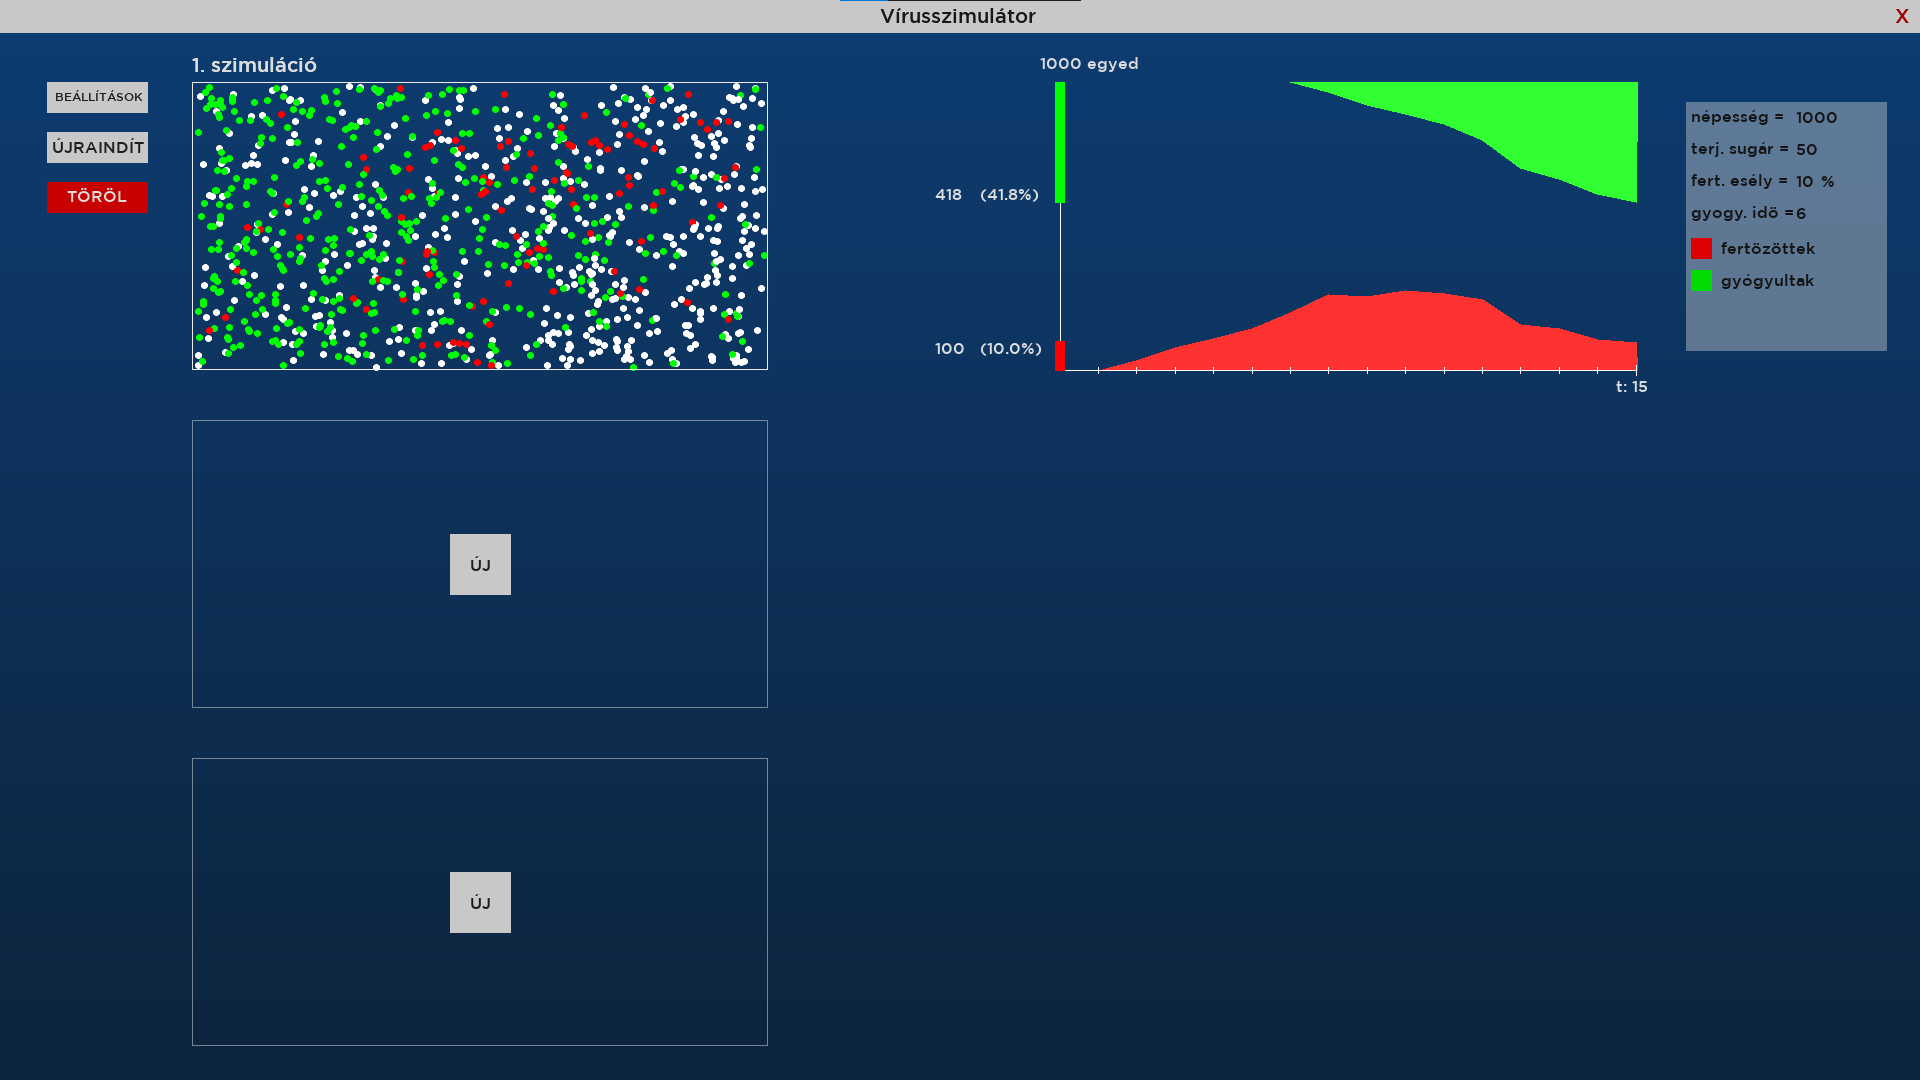 Vírusszimulátor
X
BEÁLLÍTÁSOK
ÚJRAINDÍT
TÖRÖL
1. szimuláció
1000 egyed
418 (41.8%)
100 (10.0%)
t: 15
népesség = 1000
terj. sugár = 50
fert. esély = 10 %
gyogy. idö =6
fertözöttek
gyógyultak
ÚJ
ÚJ